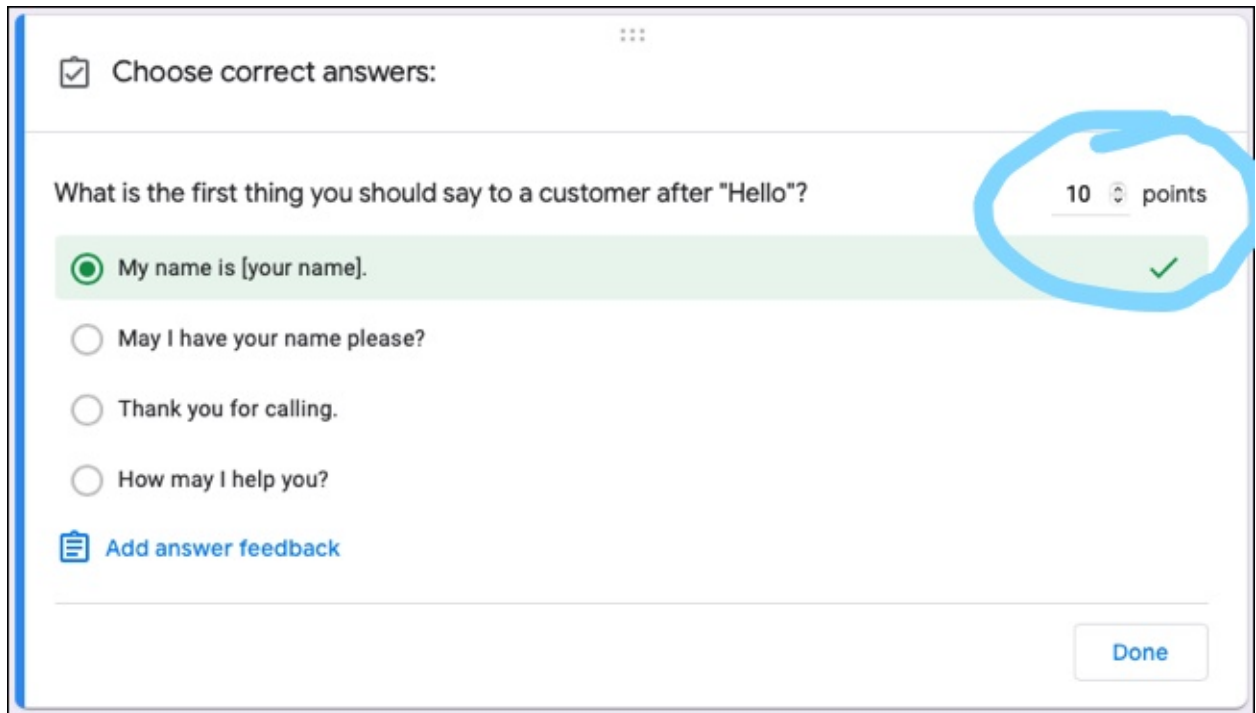 Choose correct answers:
What is the first thing you should say to a customer after "Hello"? 10 points
My name is [your name].
May I have your name please?
Thank you for calling.
How may I help you?
Add answer feedback
Done